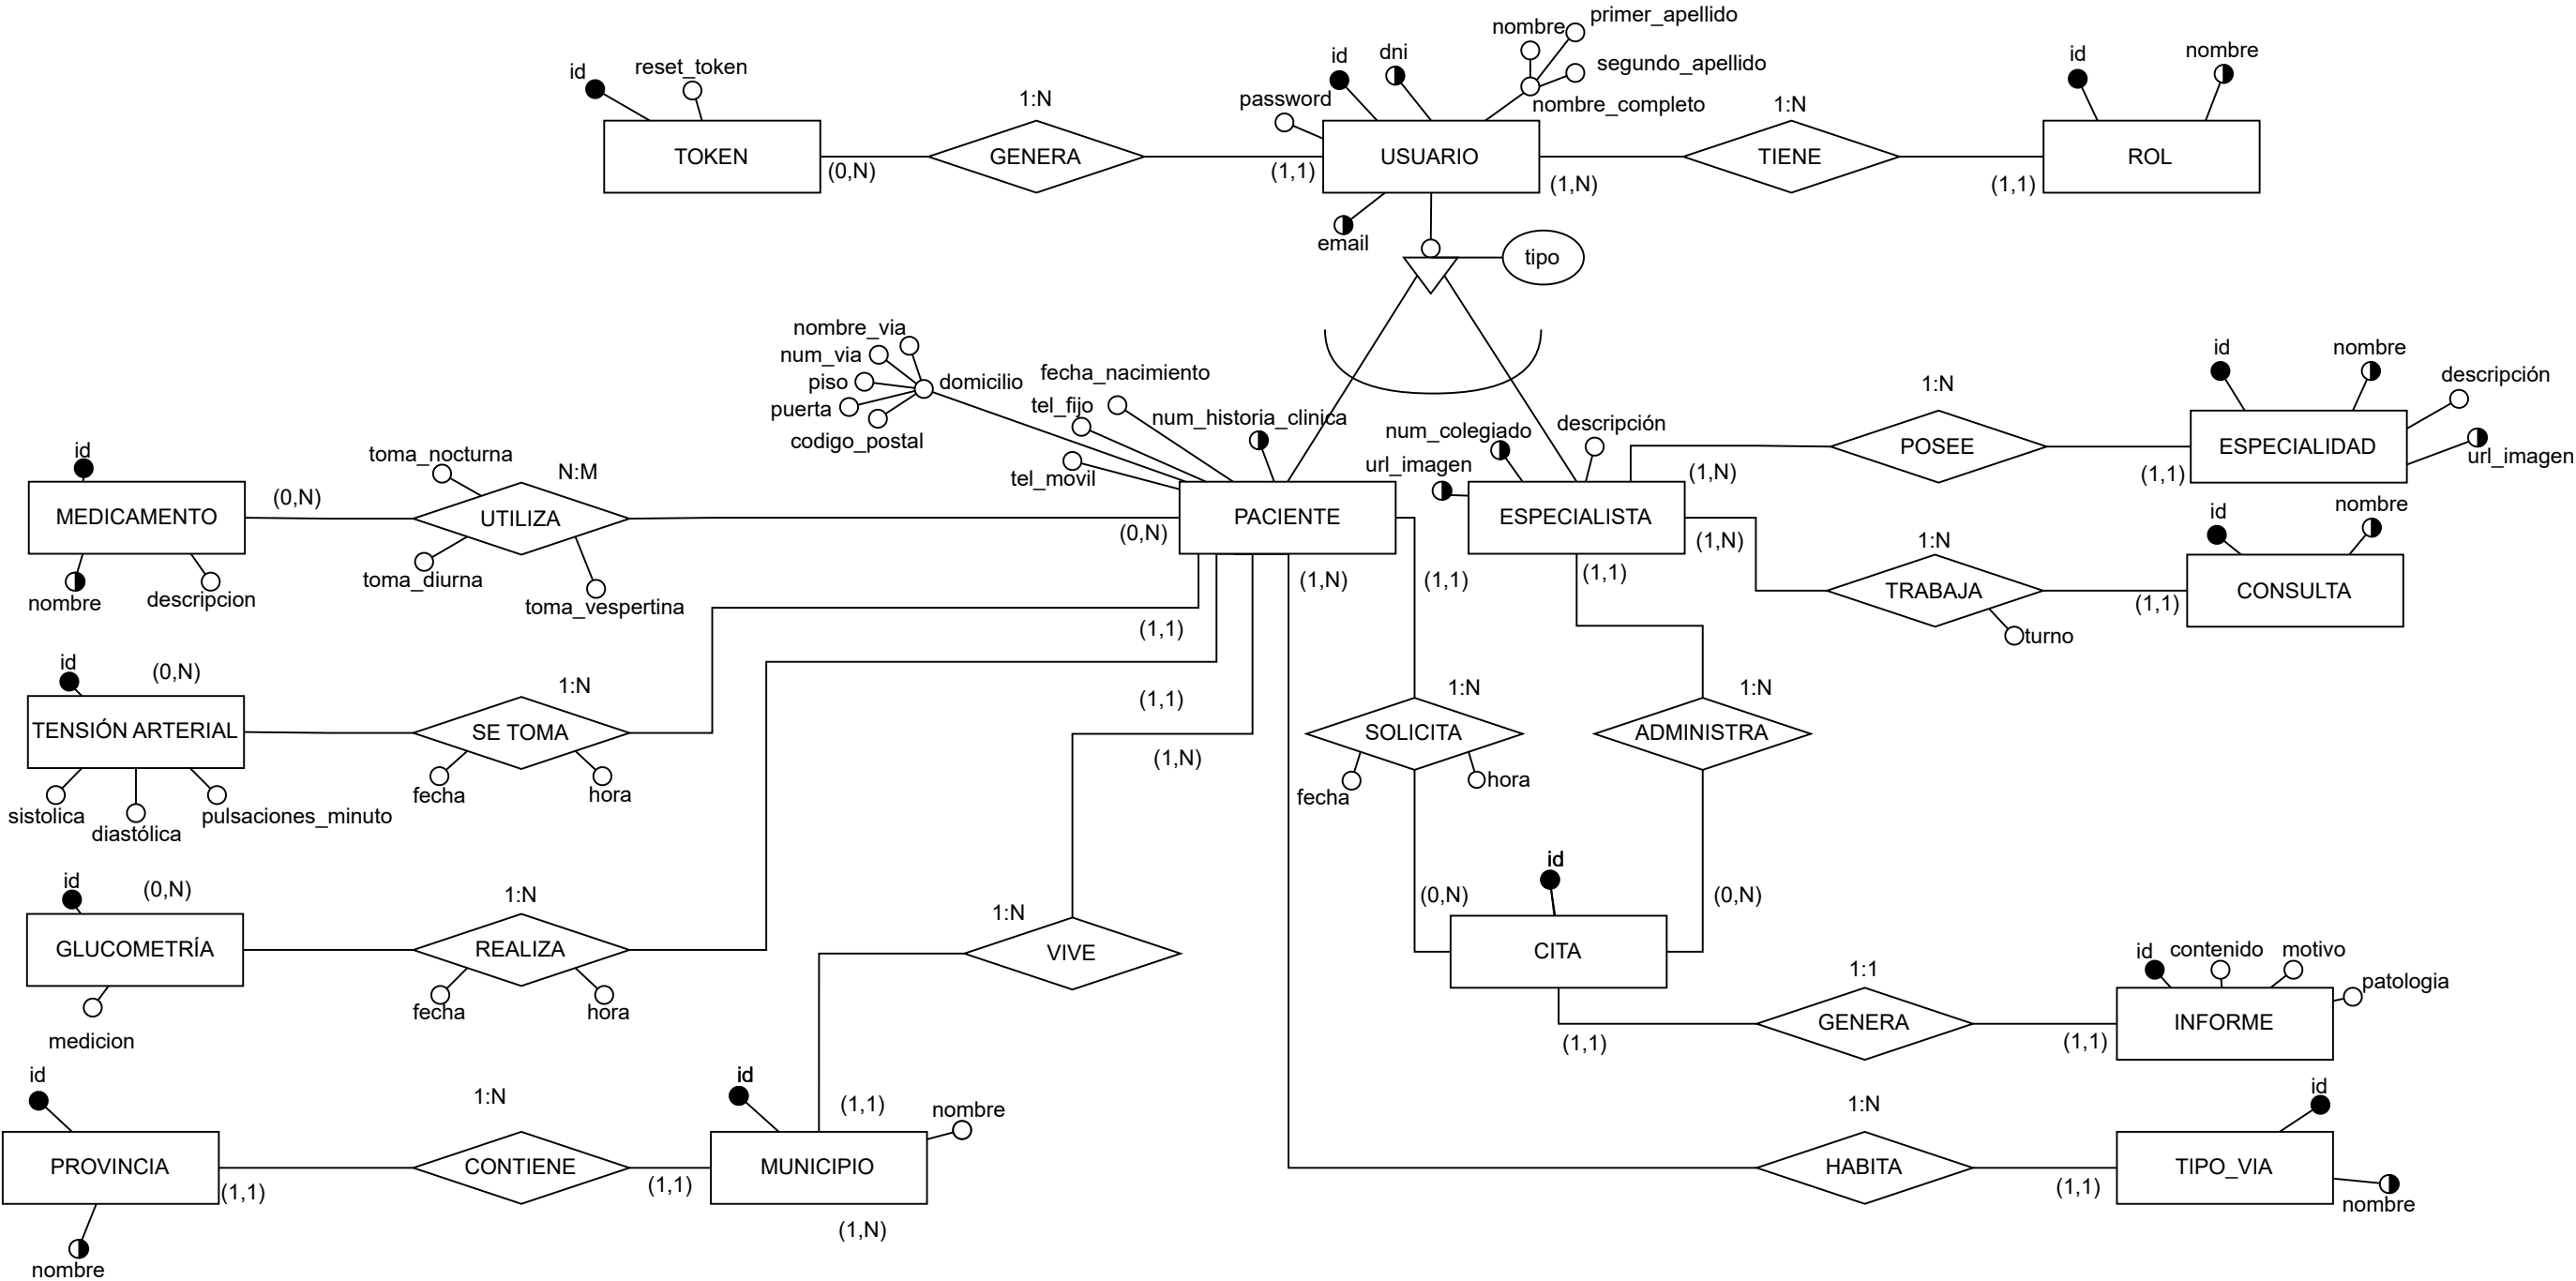 primer_apellido
nombre
id
dni
segundo_apellido
nombre_completo
password
id
reset_token
id
nombre
1:N
1:N
TOKEN
GENERA
USUARIO
TIENE
ROL
(0,N)
(1,1)
(1,N)
(1,1)
email
tipo
nombre_via
num_via
piso
puerta
codigo_postal
domicilio
fecha_nacimiento
tel_fijo
num_historia_clinica
tel_movil
num_colegiado
descripción
url_imagen
1:N
id
nombre
descripción
url_imagen
POSEE
ESPECIALIDAD
(1,N)
(1,1)
id
toma_nocturna
N:M
(0,N)
MEDICAMENTO
UTILIZA
PACIENTE
ESPECIALISTA
(0,N)
nombre
descripcion
toma_diurna
toma_vespertina
(1,N)
(1,1)
(1,1)
(1,N)
1:N
id
nombre
TRABAJA
CONSULTA
(1,1)
turno
(1,1)
id
(0,N)
1:N
TENSIÓN ARTERIAL
SE TOMA
(1,1)
(1,N)
sistolica
diastólica
pulsaciones_minuto
fecha
hora
1:N
1:N
SOLICITA
ADMINISTRA
fecha
hora
id
(0,N)
1:N
GLUCOMETRÍA
REALIZA
medicion
fecha
hora
1:N
VIVE
id
(0,N)
(0,N)
CITA
(1,1)
1:1
GENERA
id
contenido
motivo
patologia
INFORME
(1,1)
id
1:N
id
nombre
(1,1)
PROVINCIA
CONTIENE
MUNICIPIO
(1,1)
(1,1)
(1,N)
nombre
1:N
HABITA
id
TIPO_VIA
(1,1)
nombre